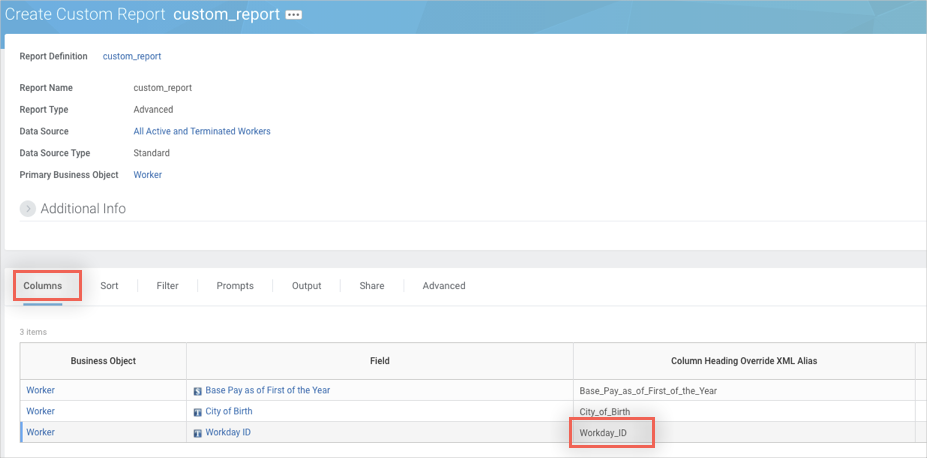 Create Custom Report custom_report
Report Definition custom_report
Report Name custom_report
Report Type Advanced
Data Source All Active and Terminated Workers
Data Source Type Standard
Primary Business Object Worker
Additional Info
Columns Sort Filter Prompts Output Share Advanced
3 items
Business Object Field Column Heading Override XML Alias
Worker Base Pay as of First of the Year Base_Pay_as_of_First_of_the_Year
Worker City of Birth City_of_Birth
Worker Workday ID Workday_ID